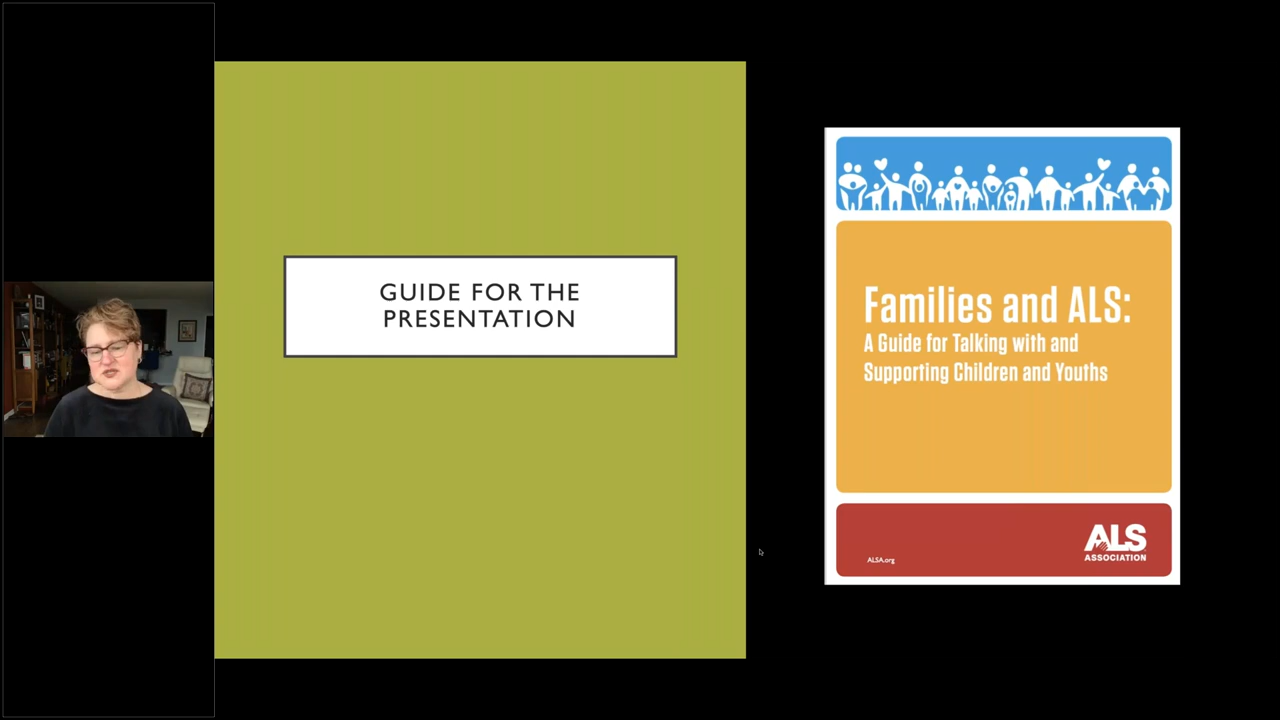 GUIDE FOR THE
PRESENTATION
Families and ALS:
A Guide for Talking with and
Supporting Children and Youths
ALSA.org
ALS
ASSOCIATION